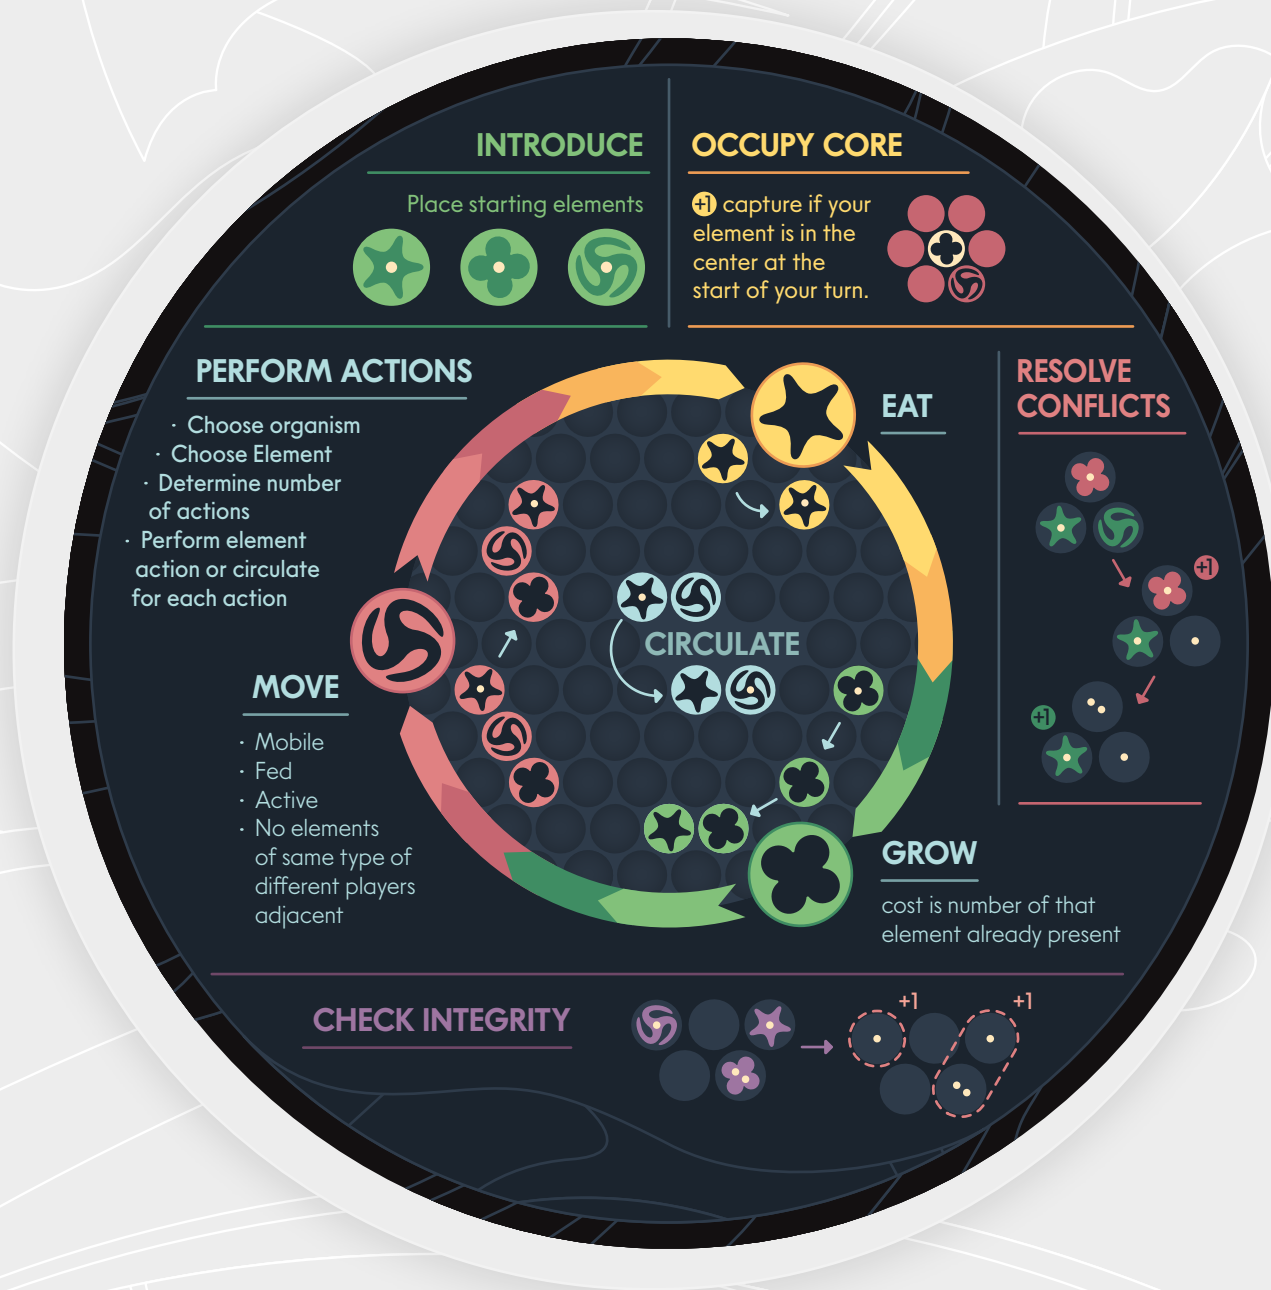 INTRODUCE
Place starting elements
OCCUPY CORE
+1 capture if your
element is in the
center at the
start of your turn.
PERFORM ACTIONS
· Choose organism
· Choose Element
· Determine number
of actions
· Perform element
action or circulate
for each action
EAT
RESOLVE
CONFLICTS
+1
+1
CIRCULATE
MOVE
· Mobile
· Fed
· Active
· No elements
of same type of
different players
adjacent
GROW
cost is number of that
element already present
CHECK INTEGRITY
+1
+1